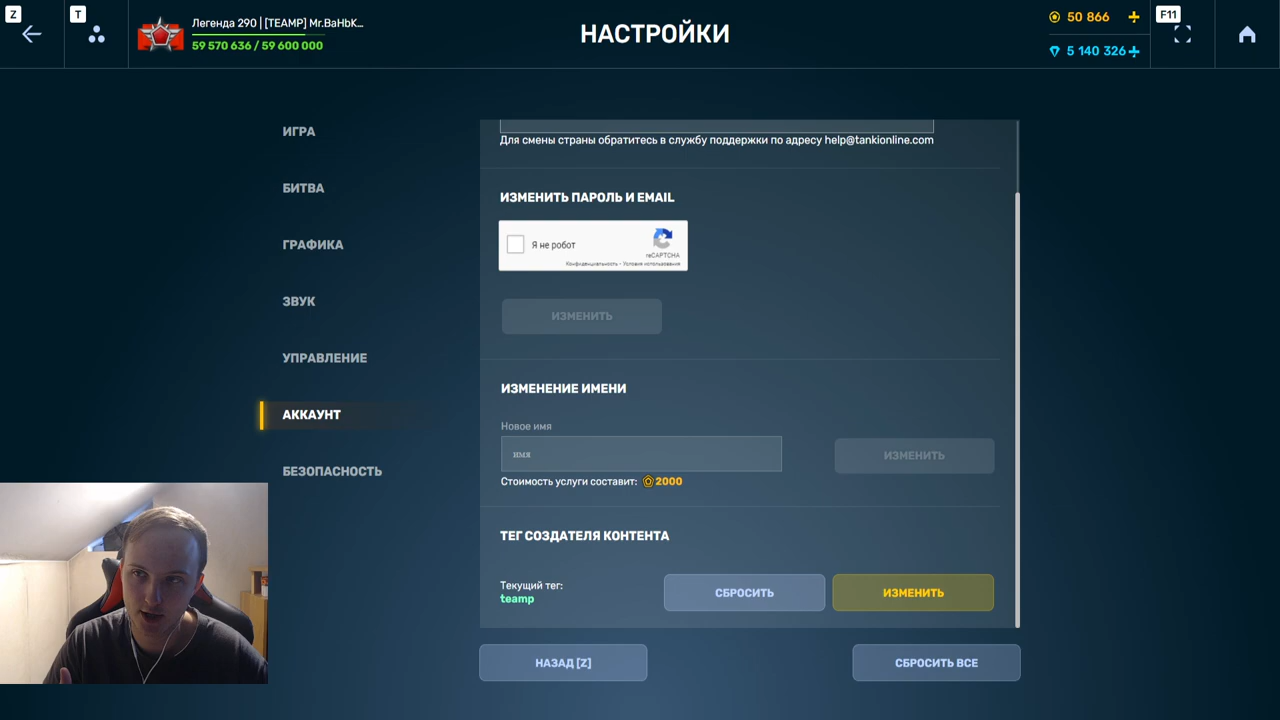 Z
T
Легенда 290 | [TEAMP] Mr.BaHbK...
59 570 636 / 59 600 000
НАСТРОЙКИ
50 866
5 140 326
F11
ИГРА
БИТВА
ГРАФИКА
ЗВУК
УПРАВЛЕНИЕ
АККАУНТ
БЕЗОПАСНОСТЬ
Для смены страны обратитесь в службу поддержки по адресу help@tankionline.com
ИЗМЕНИТЬ ПАРОЛЬ И EMAIL
Я не робот
reCAPTCHA
Конфиденциальность - Условия использования
ИЗМЕНИТЬ
ИЗМЕНЕНИЕ ИМЕНИ
Новое имя
имя
ИЗМЕНИТЬ
Стоимость услуги составит: 2000
ТЕГ СОЗДАТЕЛЯ КОНТЕНТА
Текущий тег:
teamp
СБРОСИТЬ
ИЗМЕНИТЬ
НАЗАД [Z]
СБРОСИТЬ ВСЕ